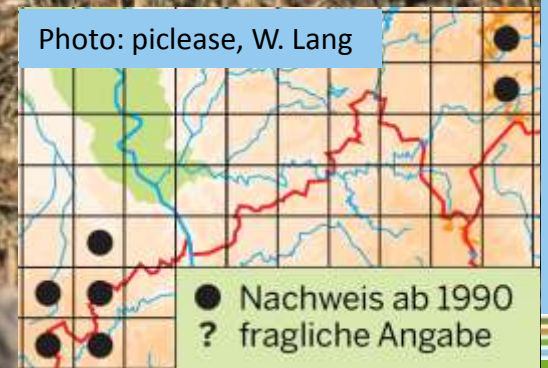 Photo: piclease, W. Lang
● Nachweis ab 1990
? fragliche Angabe